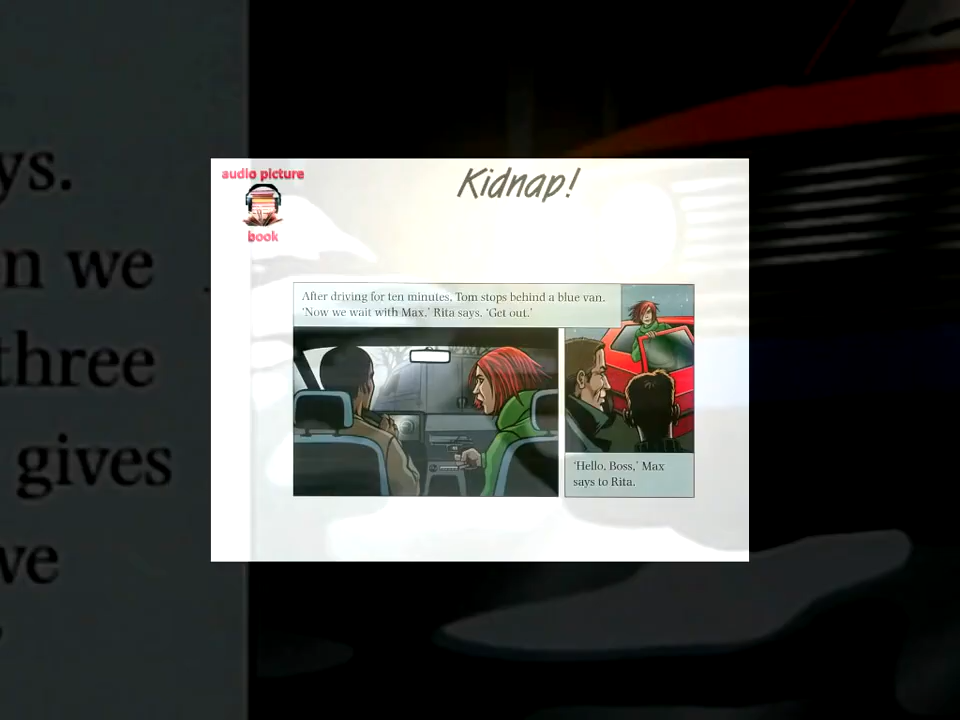 ys.
n we
three
gives
ve
audio picture
book
Kidnap!
After driving for ten minutes, Tom stops behind a blue van.
'Now we wait with Max,' Rita says. 'Get out.'
'Hello, Boss,' Max
says to Rita.